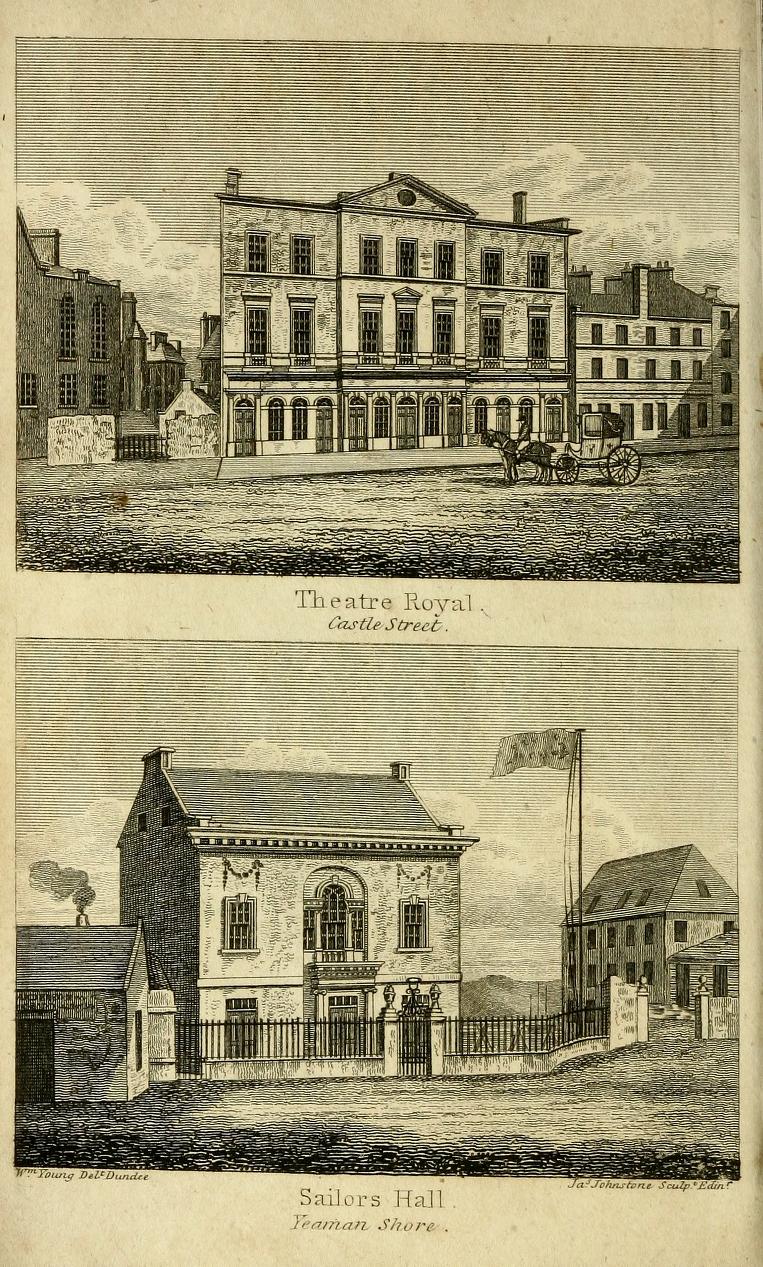 Theatre Royal.
Castle Street.
Wm Young Delt Dundee
Jas Johnstone Sculpt Edinr
Sailors Hall.
Yeaman Shore.